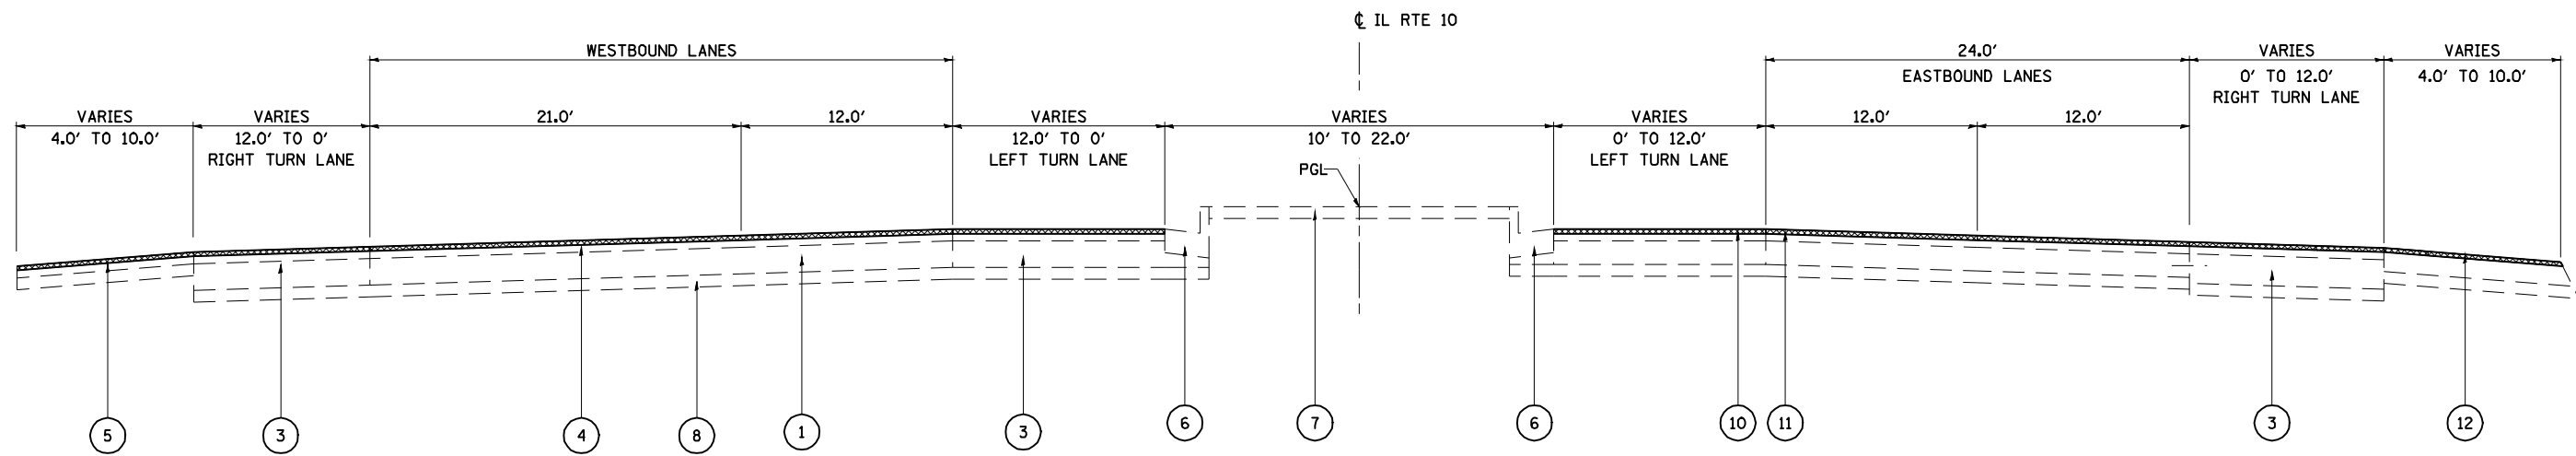 ℄ IL RTE 10
WESTBOUND LANES
24.0'
EASTBOUND LANES
VARIES
0' TO 12.0'
RIGHT TURN LANE
VARIES
4.0' TO 10.0'
VARIES
4.0' TO 10.0'
VARIES
12.0' TO 0'
RIGHT TURN LANE
21.0'
12.0'
VARIES
12.0' TO 0'
LEFT TURN LANE
VARIES
10' TO 22.0'
VARIES
0' TO 12.0'
LEFT TURN LANE
12.0'
12.0'
PGL
5
3
4
8
1
3
6
7
6
10
11
3
12